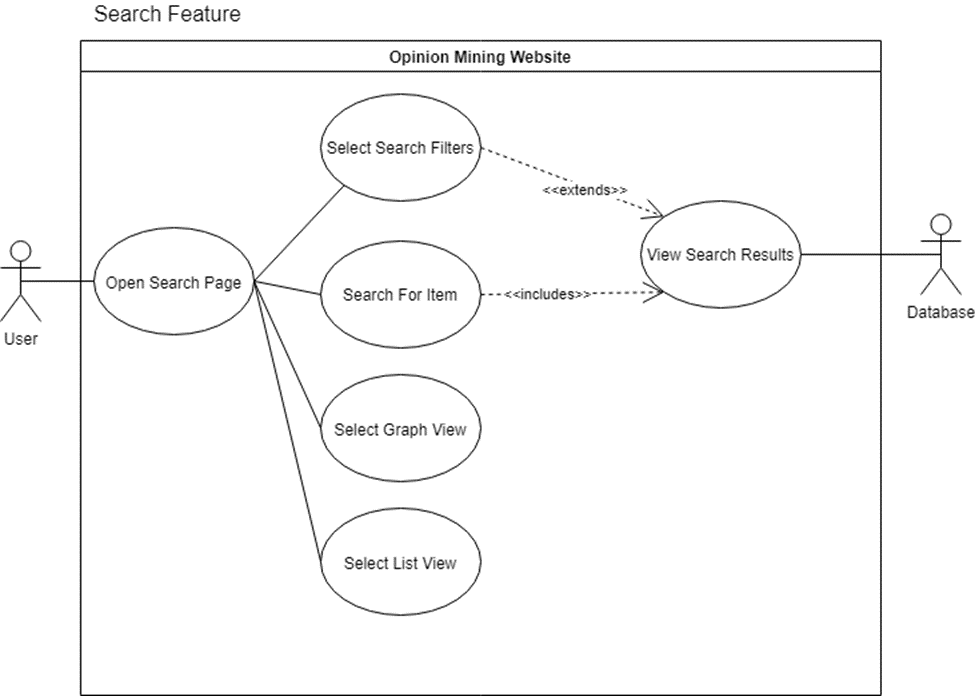 Search Feature
Opinion Mining Website
Select Search Filters
<<extends>>
View Search Results
Open Search Page
Search For Item
<<includes>>
User
Database
Select Graph View
Select List View